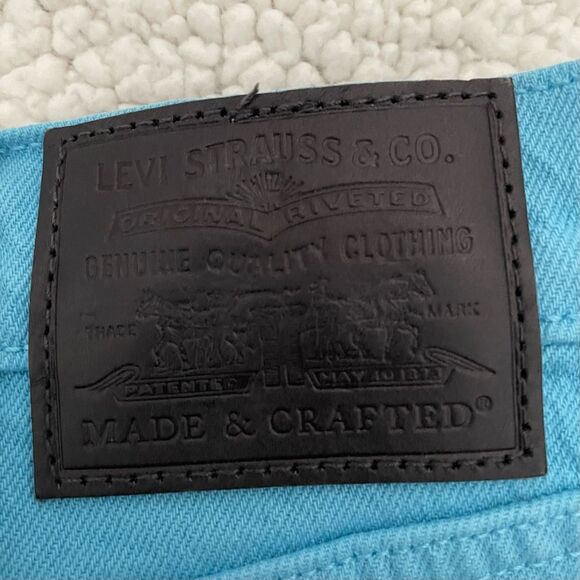 LEVI STRAUSS & CO.
ORIGINAL RIVETED
GENUINE QUALITY CLOTHING
TRADE MARK
PATENTED MAY 20 1873
MADE & CRAFTED®